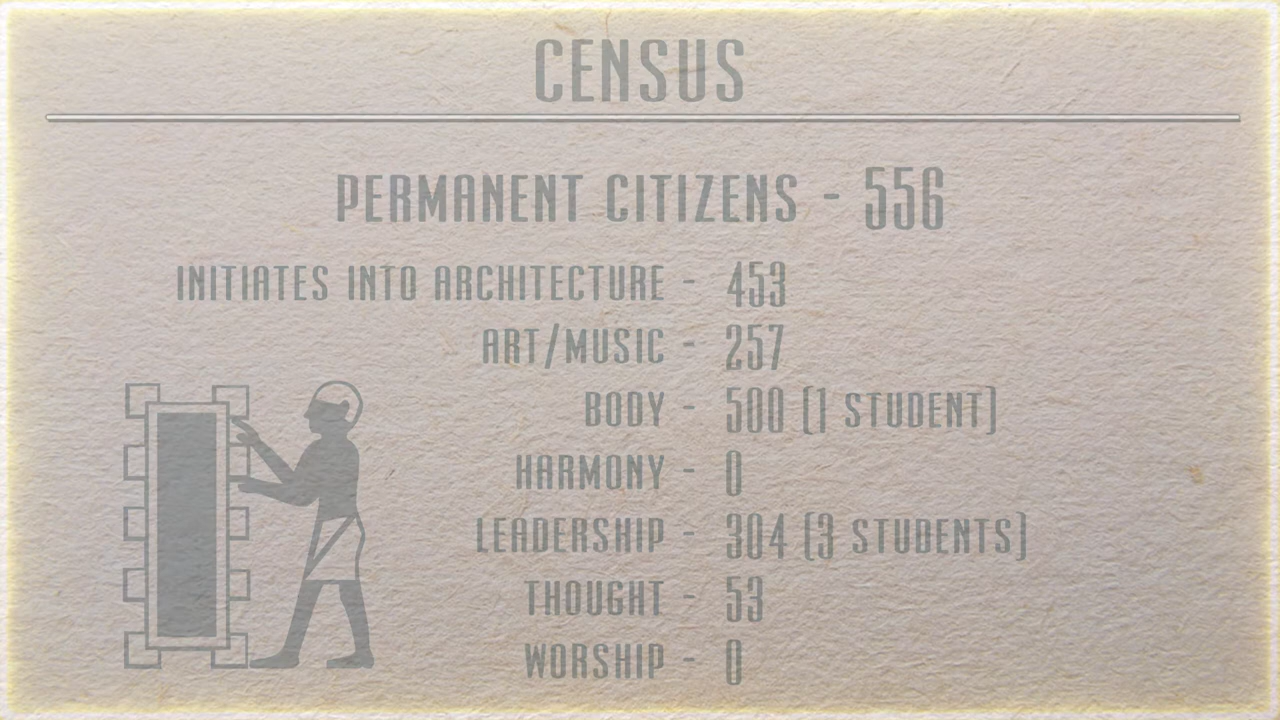 CENSUS
PERMANENT CITIZENS - 556
INITIATES INTO ARCHITECTURE - 453
ART/MUSIC - 257
BODY - 500 (1 STUDENT)
HARMONY - 0
LEADERSHIP - 304 (3 STUDENTS)
THOUGHT - 53
WORSHIP - 0